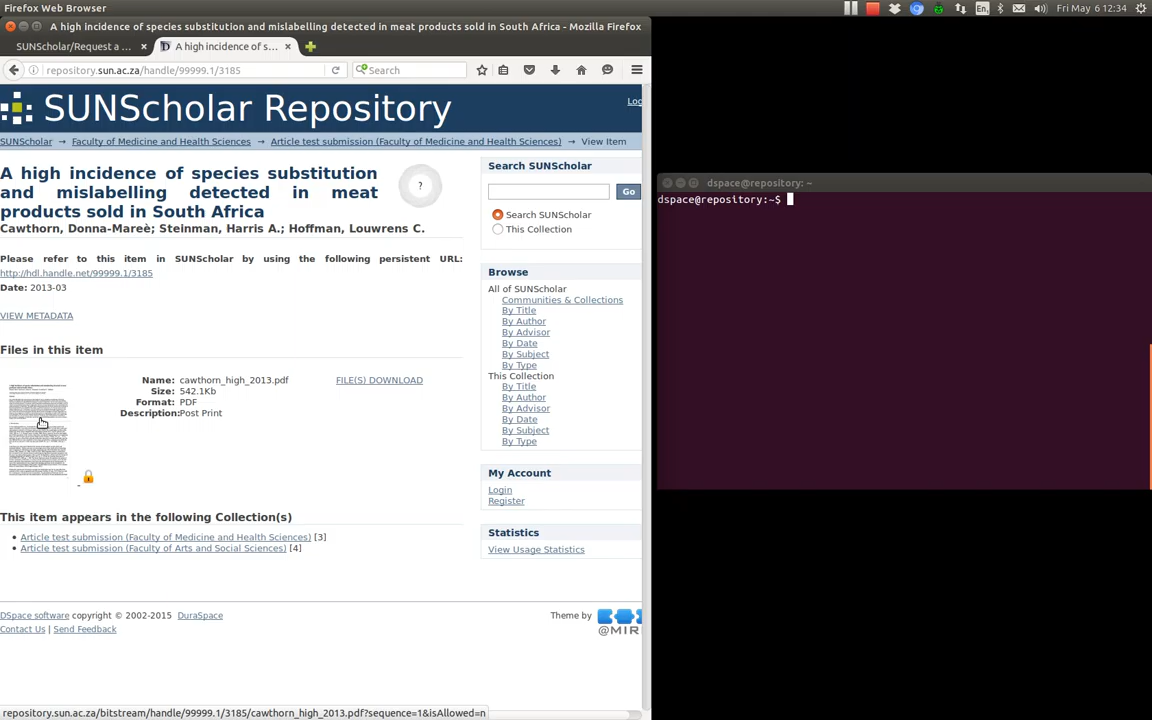 Firefox Web Browser
En
Fri May 6 12:34
A high incidence of species substitution and mislabelling detected in meat products sold in South Africa - Mozilla Firefox
SUNScholar/Request a ...
A high incidence of s...
repository.sun.ac.za/handle/99999.1/3185
Search
SUNScholar Repository
Log
SUNScholar → Faculty of Medicine and Health Sciences → Article test submission (Faculty of Medicine and Health Sciences) → View Item
A high incidence of species substitution
and mislabelling detected in meat
products sold in South Africa
?
Cawthorn, Donna-Mareè; Steinman, Harris A.; Hoffman, Louwrens C.
Please refer to this item in SUNScholar by using the following persistent URL:
http://hdl.handle.net/99999.1/3185
Date: 2013-03
VIEW METADATA
Files in this item
Name: cawthorn_high_2013.pdf
FILE(S) DOWNLOAD
Size: 542.1Kb
Format: PDF
Description:Post Print
This item appears in the following Collection(s)
• Article test submission (Faculty of Medicine and Health Sciences) [3]
• Article test submission (Faculty of Arts and Social Sciences) [4]
Search SUNScholar
Go
Search SUNScholar
This Collection
Browse
All of SUNScholar
Communities & Collections
By Title
By Author
By Advisor
By Date
By Subject
By Type
This Collection
By Title
By Author
By Advisor
By Date
By Subject
By Type
My Account
Login
Register
Statistics
View Usage Statistics
DSpace software copyright © 2002-2015 DuraSpace
Contact Us | Send Feedback
Theme by
@MIR
repository.sun.ac.za/bitstream/handle/99999.1/3185/cawthorn_high_2013.pdf?sequence=1&isAllowed=n
dspace@repository: ~
dspace@repository:~$